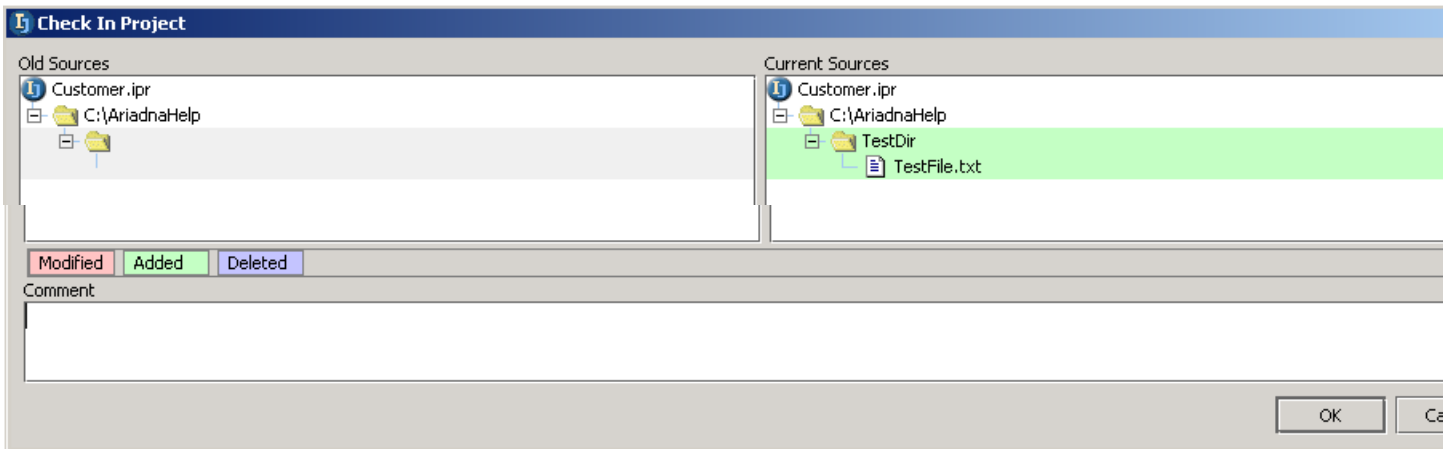 Check In Project
Old Sources
Customer.ipr
C:\AriadnaHelp
Current Sources
Customer.ipr
C:\AriadnaHelp
TestDir
TestFile.txt
Modified Added Deleted
Comment
OK Ca